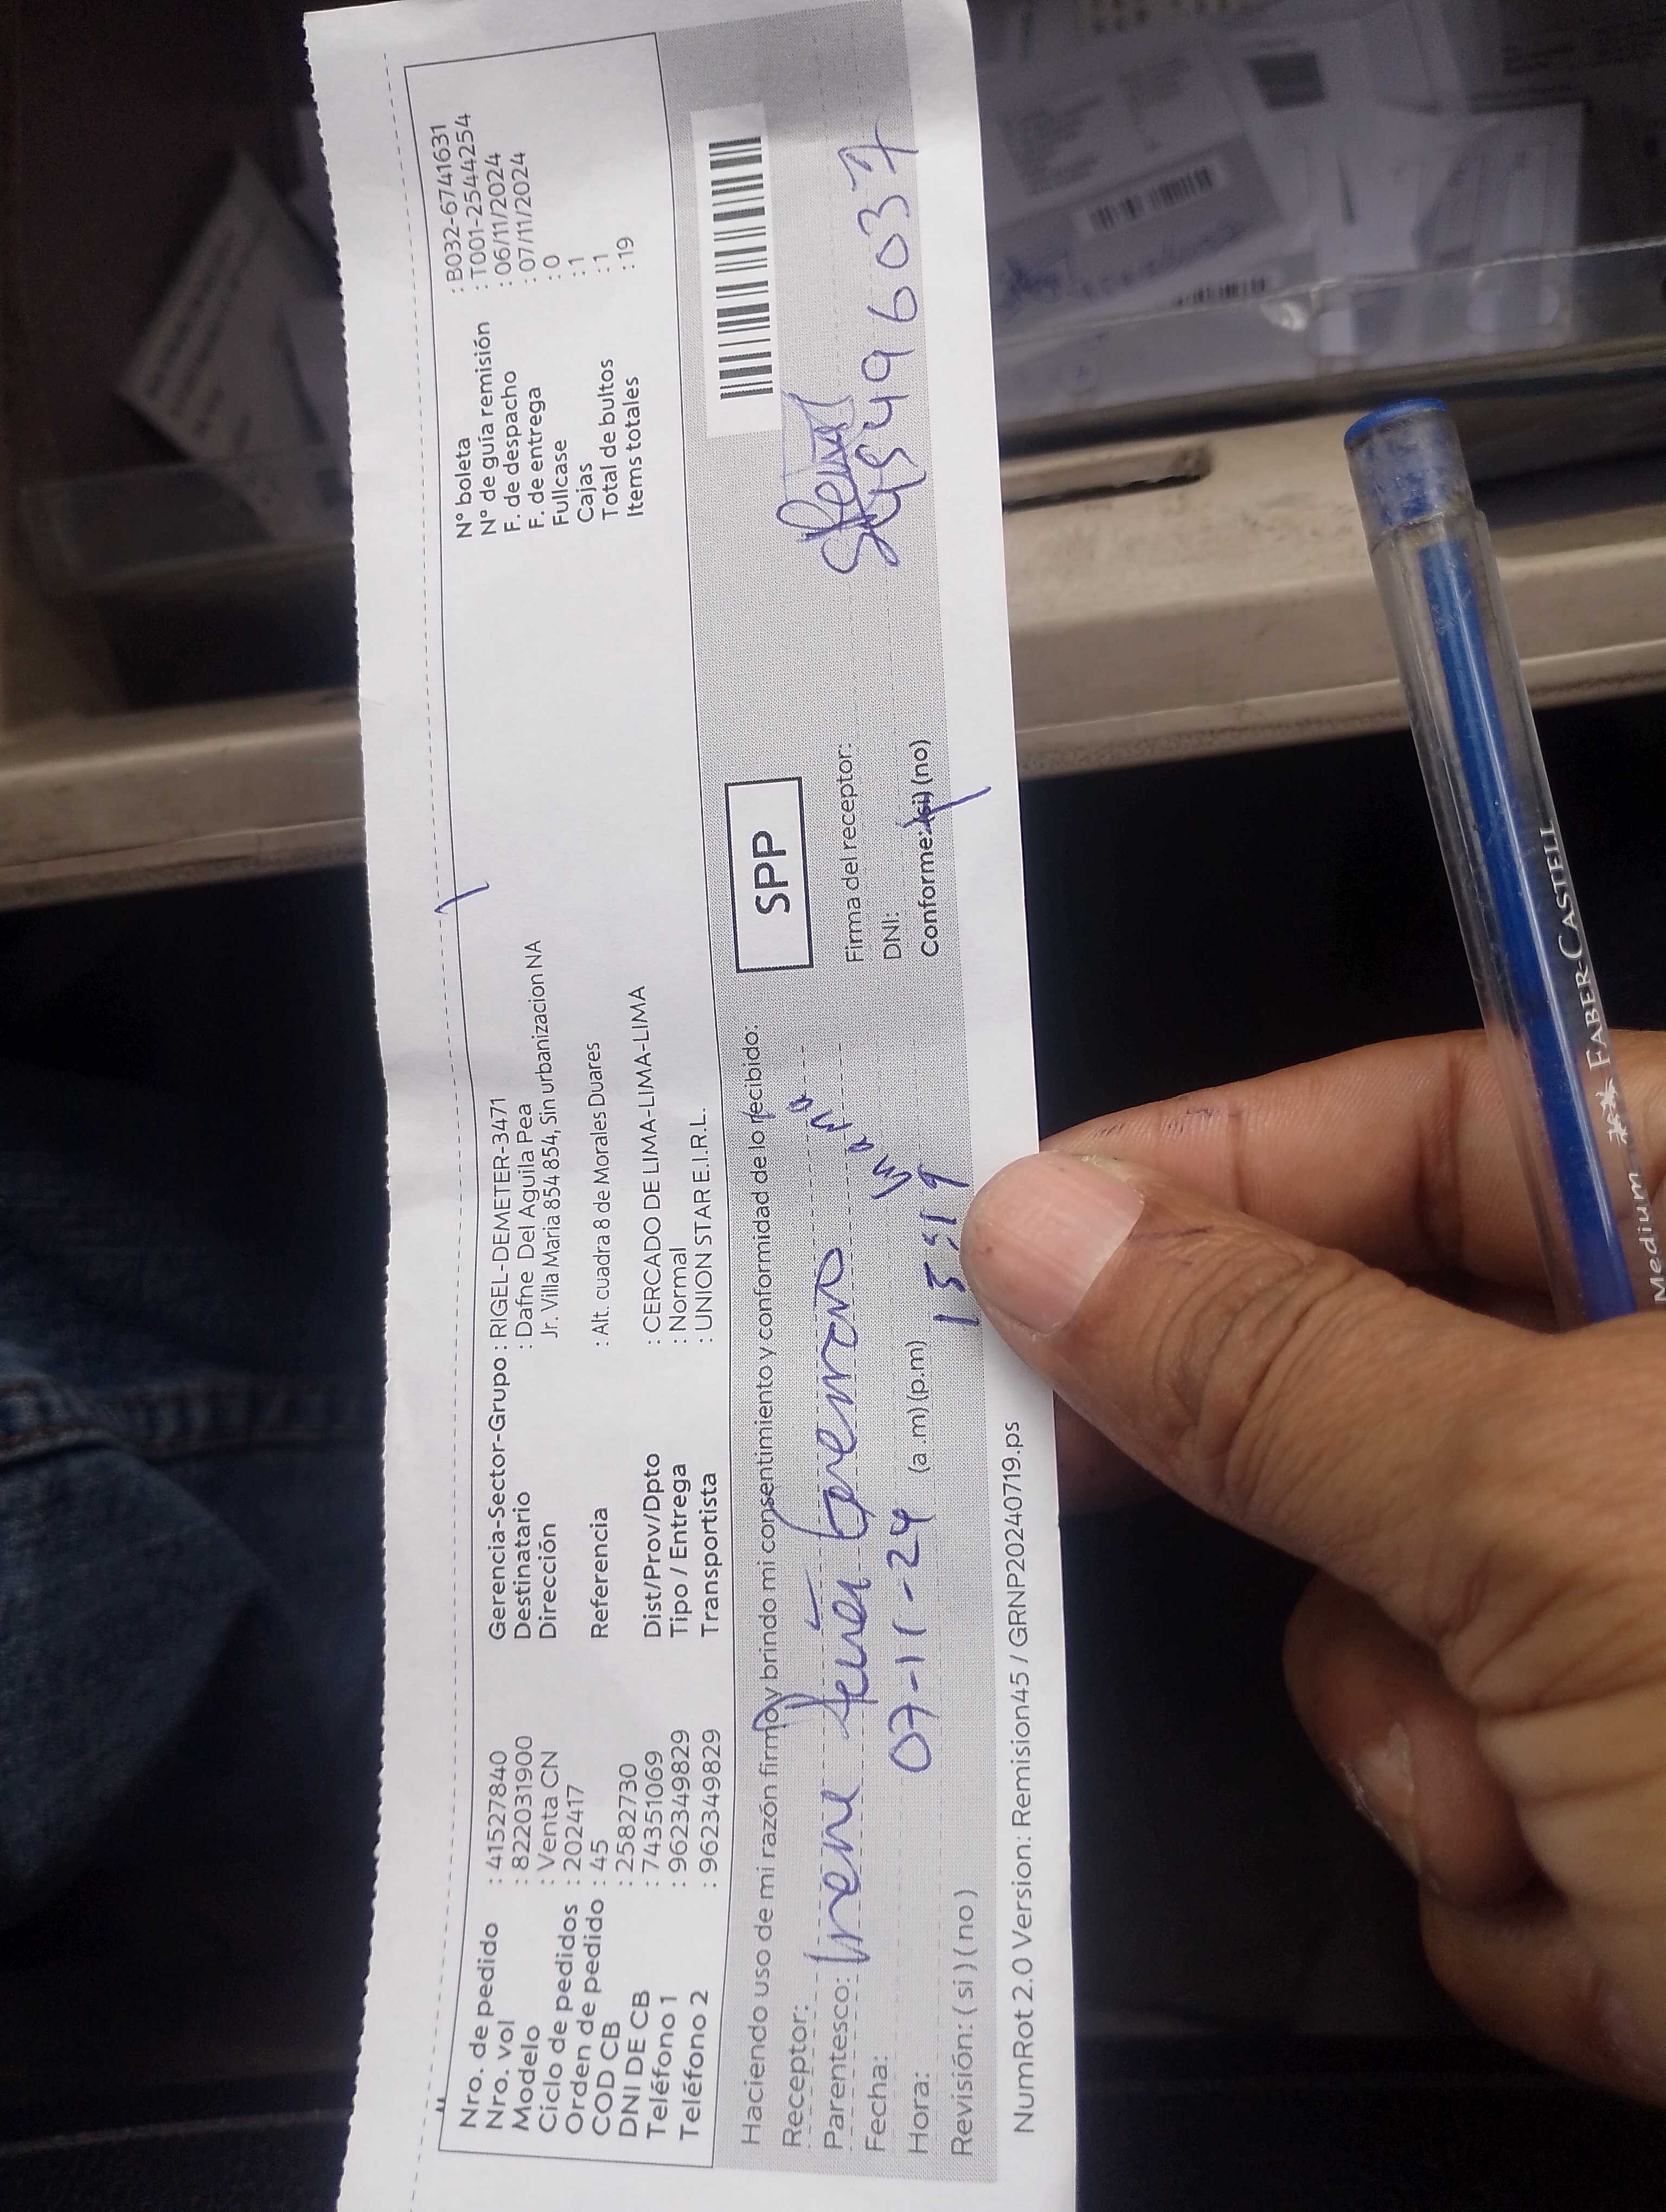 Nro. de pedido : 41527840
Nro. vol : 822031900
Modelo : Venta CN
Ciclo de pedidos : 202417
Orden de pedido : 45
COD CB : 2582730
DNI DE CB : 74351069
Teléfono 1 : 962349829
Teléfono 2 : 962349829
Gerencia-Sector-Grupo : RIGEL-DEMETER-3471
Destinatario : Dafne Del Aguila Pea
Dirección Jr. Villa Maria 854 854, Sin urbanizacion NA
Referencia : Alt. cuadra 8 de Morales Duares
Dist/Prov/Dpto : CERCADO DE LIMA-LIMA-LIMA
Tipo / Entrega : Normal
Transportista : UNION STAR E.I.R.L.
N° boleta : B032-6741631
N° de guía remisión : T001-2544254
F. de despacho : 06/11/2024
F. de entrega : 07/11/2024
Fullcase : 0
Cajas : 1
Total de bultos : 1
Items totales : 19
Haciendo uso de mi razón firmo y brindo mi consentimiento y conformidad de lo recibido:
SPP
Receptor:
Parentesco: Irene
Fecha: 07-11-24
Hora: (a.m) (p.m) 15:19
Revisión: ( si ) ( no )
Firma del receptor:
DNI: 45496037
Conforme: (si) (no)
NumRot 2.0 Version: Remision45 / GRNP20240719.ps
FABER-CASTELL
Medium